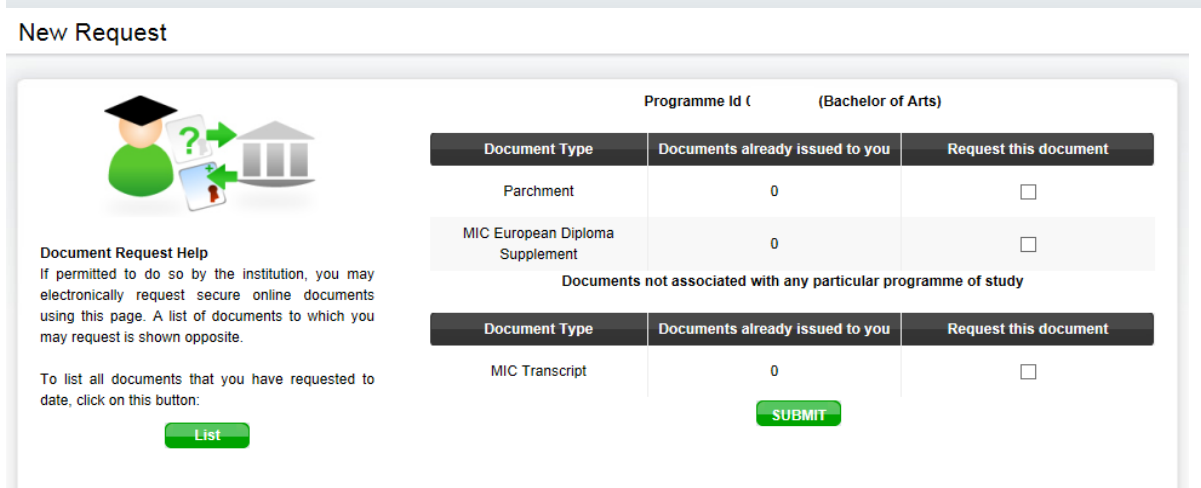 New Request
Document Request Help
If permitted to do so by the institution, you may
electronically request secure online documents
using this page. A list of documents to which you
may request is shown opposite.
To list all documents that you have requested to
date, click on this button:
List
Programme Id ( (Bachelor of Arts)
Document Type Documents already issued to you Request this document
Parchment 0
MIC European Diploma
Supplement 0
Documents not associated with any particular programme of study
Document Type Documents already issued to you Request this document
MIC Transcript 0
SUBMIT